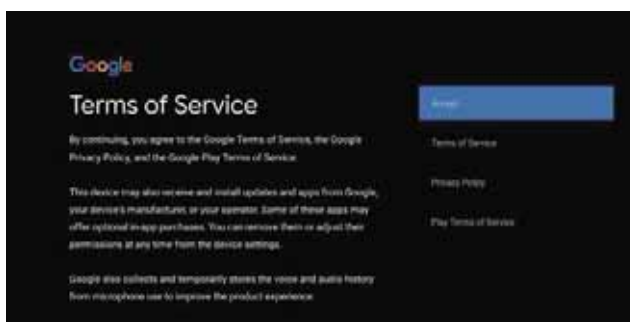 Google
Terms of Service
By continuing, you agree to the Google Terms of Service, the Google
Privacy Policy, and the Google Play Terms of Service.
This device may also receive and install updates and apps from Google,
your device's manufacturer, or your operator. Some of these apps may
offer optional in-app purchases. You can remove them or adjust their
permissions at any time from the device settings.
Google also collects and temporarily stores the voice and audio history
from microphone use to improve the product experience.
Accept
Terms of Service
Privacy Policy
Play Terms of Service